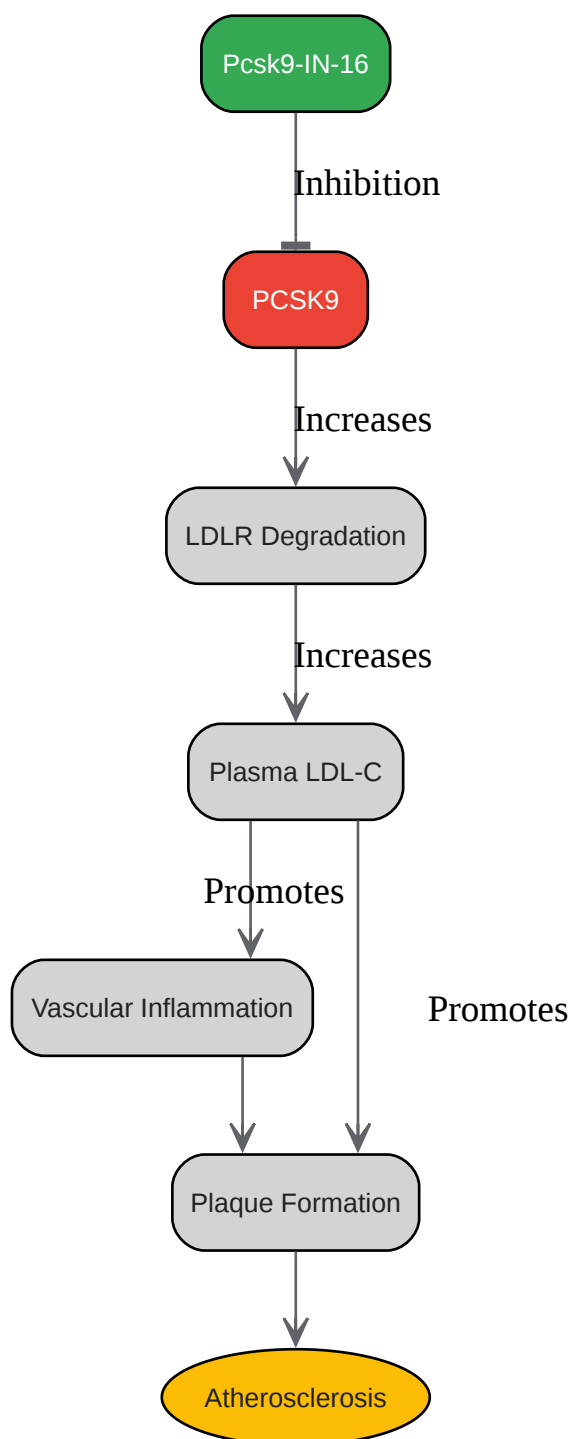 Pcsk9-IN-16
Inhibition
PCSK9
Increases
LDLR Degradation
Increases
Plasma LDL-C
Promotes
Vascular Inflammation
Promotes
Plaque Formation
Atherosclerosis